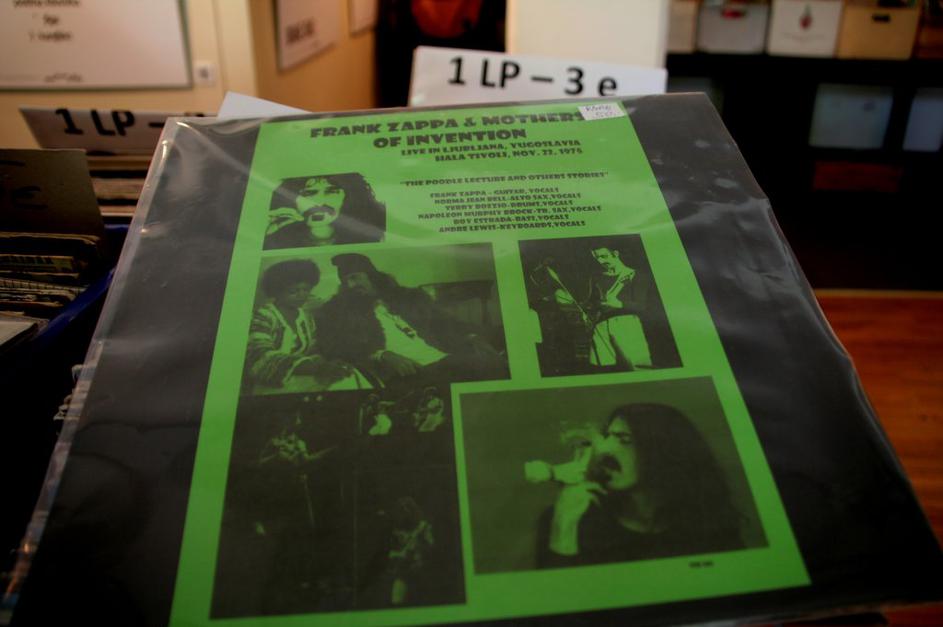 1 LP – 3 e
1 LP –
FRANK ZAPPA & MOTHERS
OF INVENTION
LIVE IN LJUBLJANA, YUGOSLAVIA
HALA TIVOLI, NOV. 22, 1975
"THE POODLE LECTURE AND OTHERS STORIES"
FRANK ZAPPA - GUITAR, VOCALS
NORMA JEAN BELL-ALTO SAX, VOCALS
TERRY BOZZIO-DRUMS, VOCALS
NAPOLEON MURPHY BROCK-TR. SAX, VOCALS
ROY ESTRADA-BASS, VOCALS
ANDRE LEWIS-KEYBOARDS, VOCALS